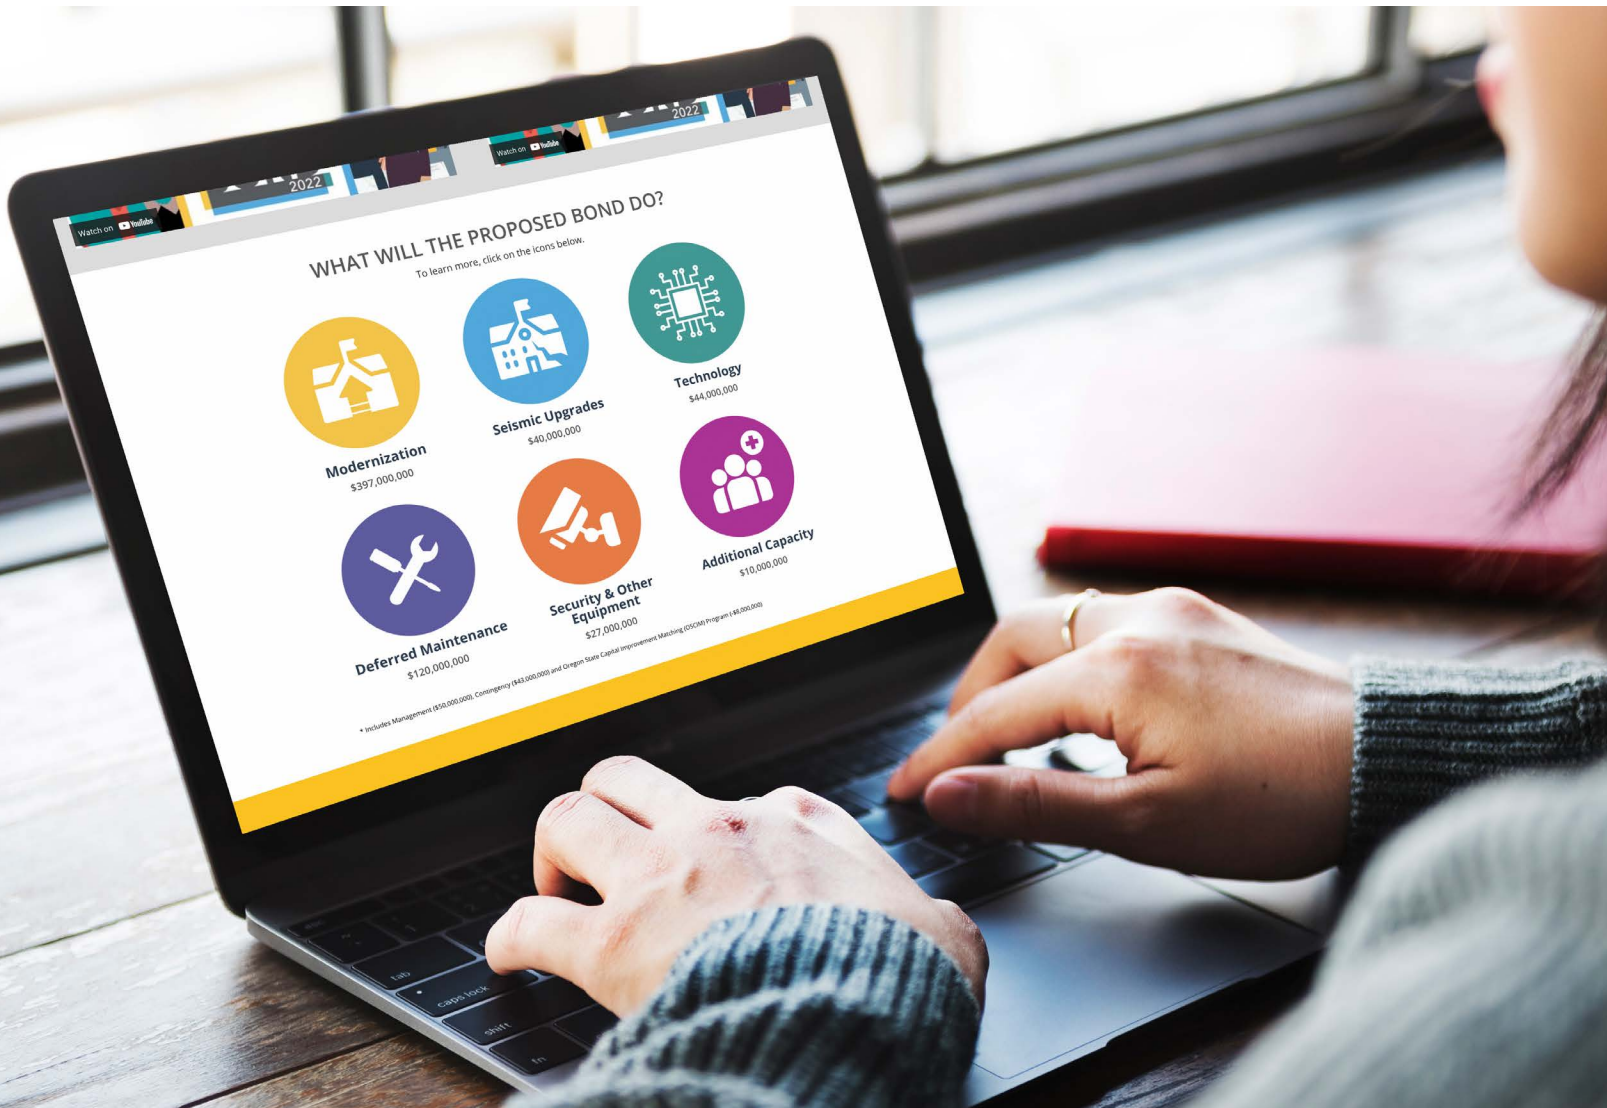 2022
Watch on YouTube
2022
Watch on YouTube
WHAT WILL THE PROPOSED BOND DO?
To learn more, click on the icons below.
Modernization
$397,000,000
Seismic Upgrades
$40,000,000
Technology
$44,000,000
Deferred Maintenance
$120,000,000
Security & Other
Equipment
$27,000,000
Additional Capacity
$10,000,000
* Includes Management ($50,000,000), Contingency ($43,000,000) and Oregon State Capital Improvement Matching (OSCIM) Program (-$8,000,000)
tab
caps lock
shift
fn